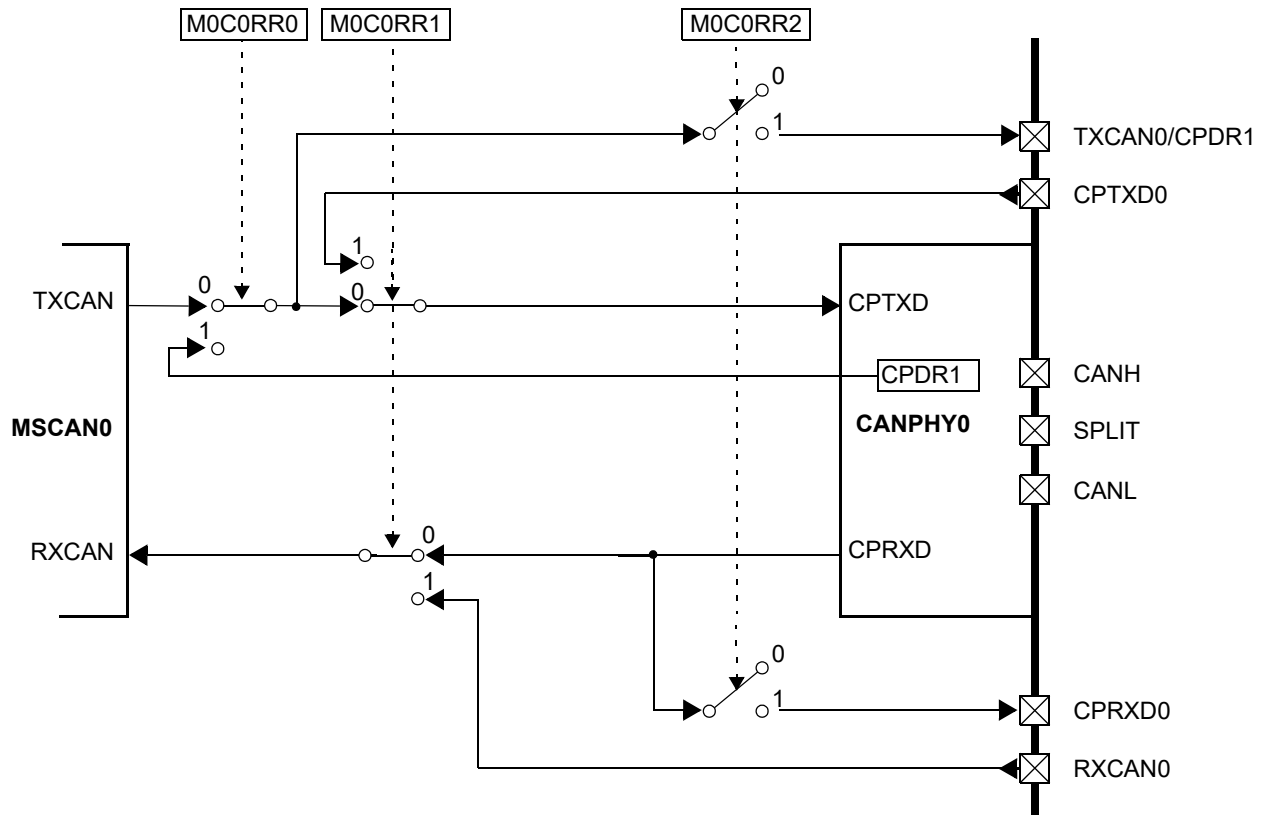 M0C0RR0
M0C0RR1
M0C0RR2
0
1
TXCAN0/CPDR1
CPTXD0
1
TXCAN
0
0
CPTXD
1
CPDR1
CANH
MSCAN0
CANPHY0
SPLIT
CANL
RXCAN
0
CPRXD
1
0
1
CPRXD0
RXCAN0